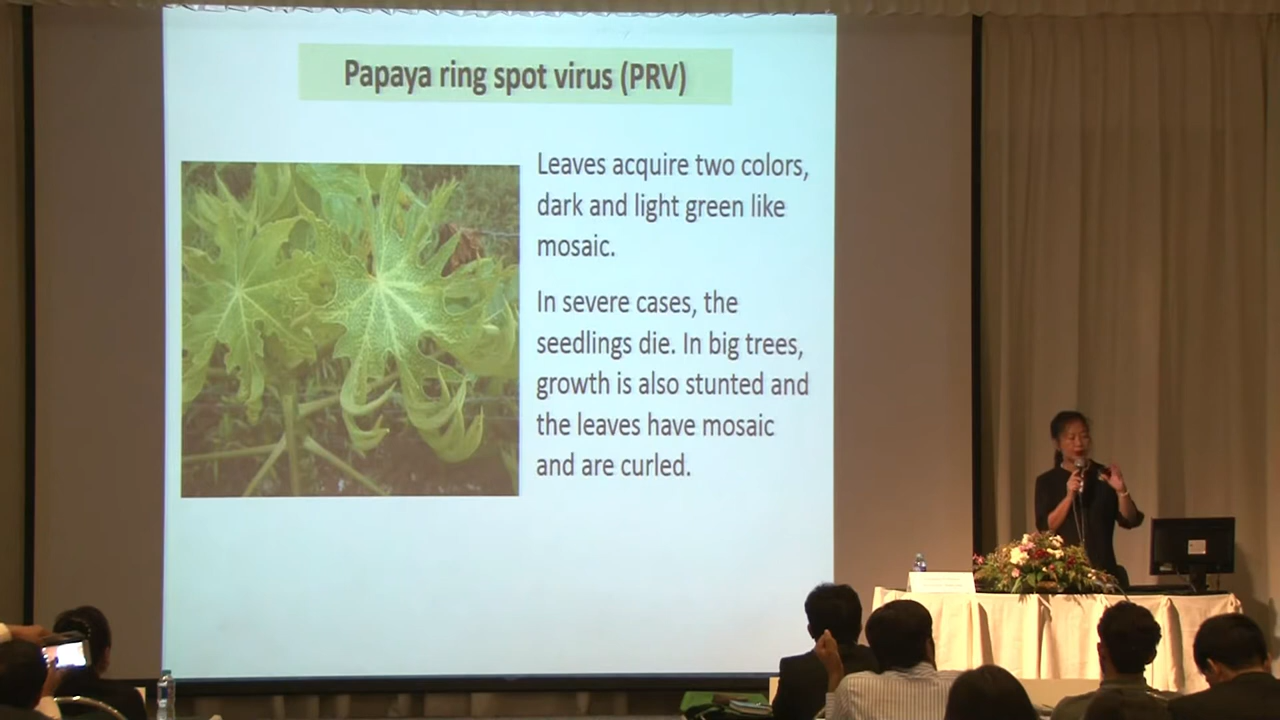 Papaya ring spot virus (PRV)
Leaves acquire two colors,
dark and light green like
mosaic.
In severe cases, the
seedlings die. In big trees,
growth is also stunted and
the leaves have mosaic
and are curled.